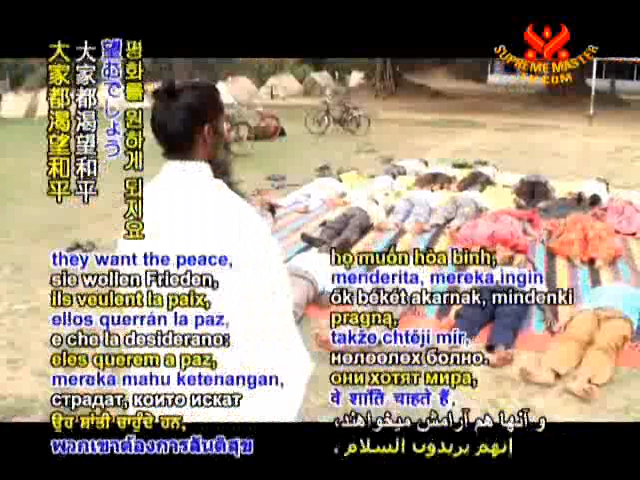 大家都渴望和平
大家都渴望和平
望むでしょう
평화를 원하게 되지요
SUPREME MASTER
TV.COM
they want the peace,
sie wollen Frieden,
ils veulent la paix,
ellos querrán la paz,
e che la desiderano:
eles querem a paz,
mereka mahu ketenangan,
страдат, които искат
ਉਹ ਸ਼ਾਂਤੀ ਚਾਹੁੰਦੇ ਹਨ,
พวกเขาต้องการสันติสุข
họ muốn hòa bình,
menderita, mereka ingin
ők békét akarnak, mindenki
pragną,
takže chtějí mír,
нөлөөлөх болно.
они хотят мира,
वे शांति चाहते हैं,
و آنها هم آرامش میخواهند،
إنهم يريدون السلام ،